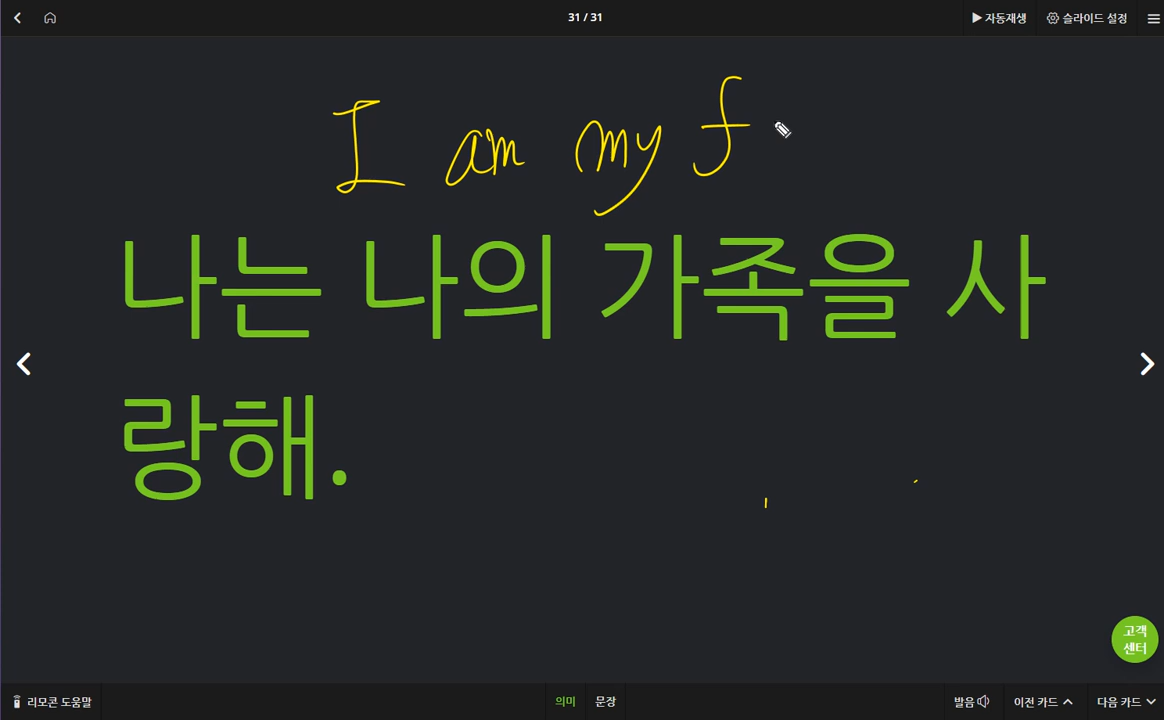 31 / 31
자동재생
슬라이드 설정
I am my f
나는 나의 가족을 사
랑해.
고객
센터
리모콘 도움말
의미
문장
발음
이전 카드
다음 카드